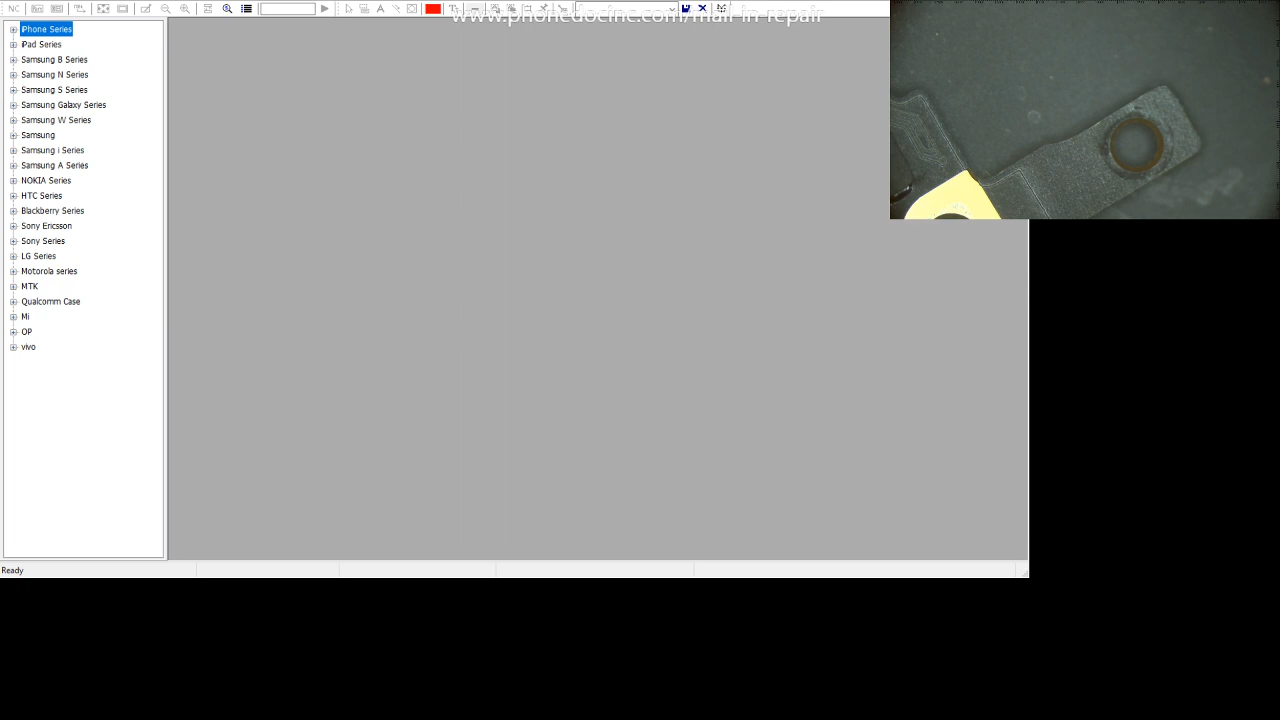 NC
www.phonedocinc.com/mail-in-repair
iPhone Series
iPad Series
Samsung B Series
Samsung N Series
Samsung S Series
Samsung Galaxy Series
Samsung W Series
Samsung
Samsung i Series
Samsung A Series
NOKIA Series
HTC Series
Blackberry Series
Sony Ericsson
Sony Series
LG Series
Motorola series
MTK
Qualcomm Case
Mi
OP
vivo
Ready